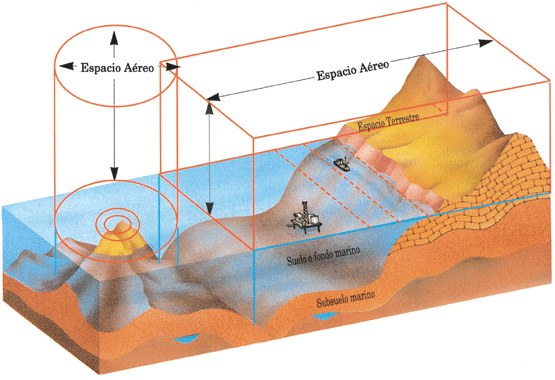 Espacio Aéreo
Espacio Aéreo
Espacio Terrestre
Suelo o fondo marino
Subsuelo marino